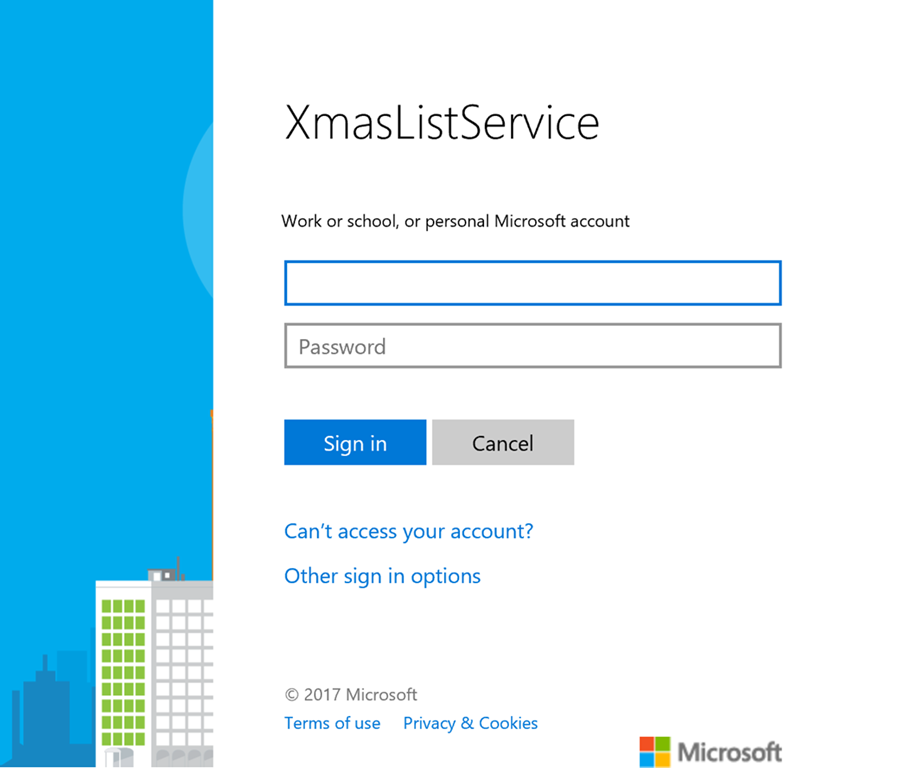 XmasListService
Work or school, or personal Microsoft account
Password
Sign in Cancel
Can’t access your account?
Other sign in options
© 2017 Microsoft
Terms of use Privacy & Cookies
Microsoft